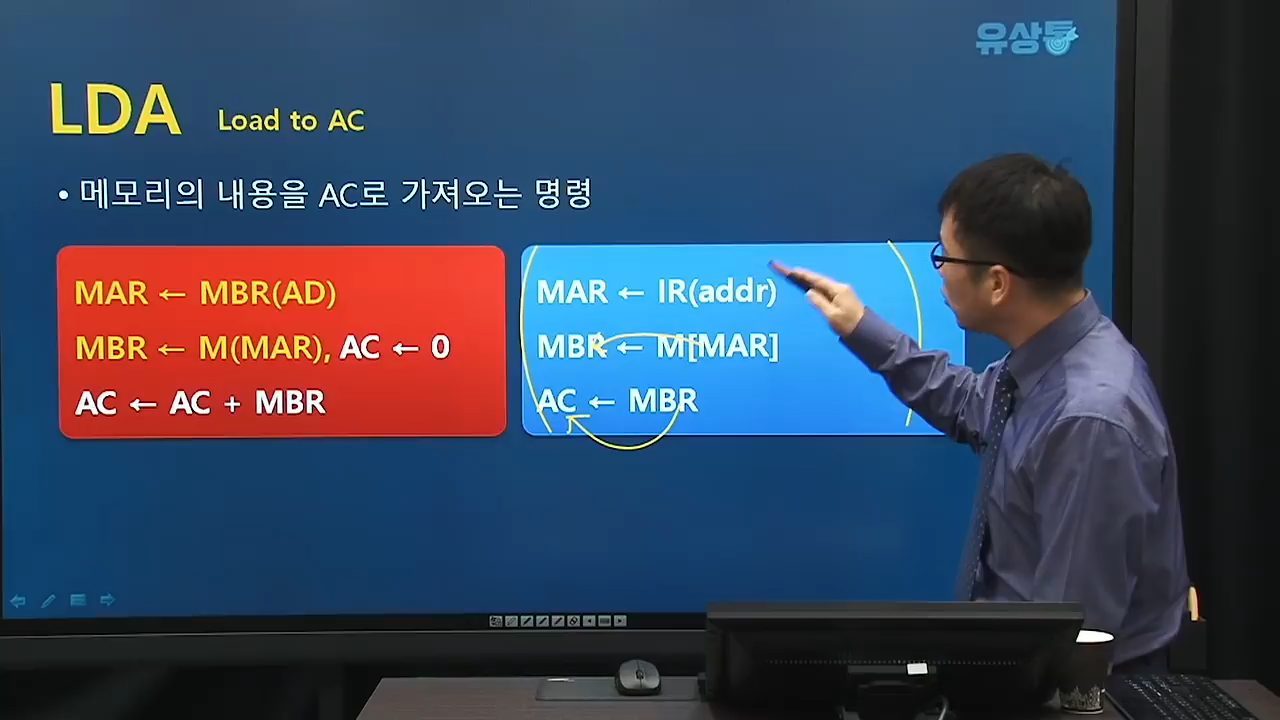 유상통
LDA Load to AC
• 메모리의 내용을 AC로 가져오는 명령
MAR ← MBR(AD)
MBR ← M(MAR), AC ← 0
AC ← AC + MBR
MAR ← IR(addr)
MBR ← M[MAR]
AC ← MBR